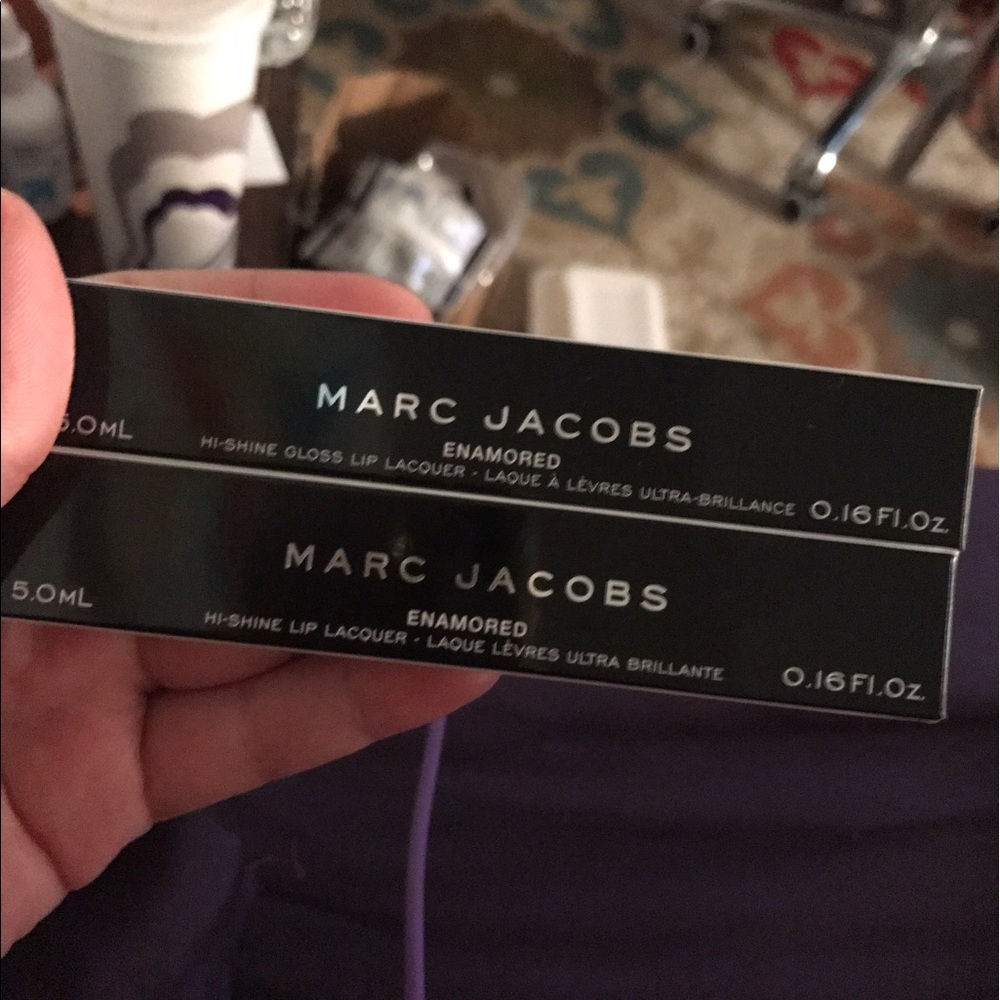 MARC JACOBS
ENAMORED
HI-SHINE GLOSS LIP LACQUER - LAQUE À LÈVRES ULTRA-BRILLANCE
5.0ML
0.16 Fl.Oz.
MARC JACOBS
ENAMORED
HI-SHINE LIP LACQUER - LAQUE LÈVRES ULTRA BRILLANTE
5.0ML
0.16 Fl.Oz.